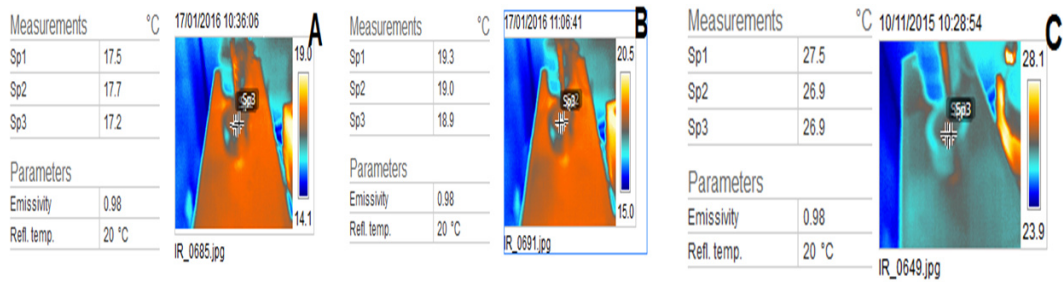 Measurements °C
Sp1 17.5
Sp2 17.7
Sp3 17.2
Parameters
Emissivity 0.98
Refl. temp. 20 °C
17/01/2016 10:36:06
A
19.0
Sp3
14.1
IR_0685.jpg
Measurements °C
Sp1 19.3
Sp2 19.0
Sp3 18.9
Parameters
Emissivity 0.98
Refl. temp. 20 °C
17/01/2016 11:06:41
B
20.5
15.0
IR_0691.jpg
Measurements °C
Sp1 27.5
Sp2 26.9
Sp3 26.9
Parameters
Emissivity 0.98
Refl. temp. 20 °C
10/11/2015 10:28:54
C
28.1
Sp3
23.9
IR_0649.jpg